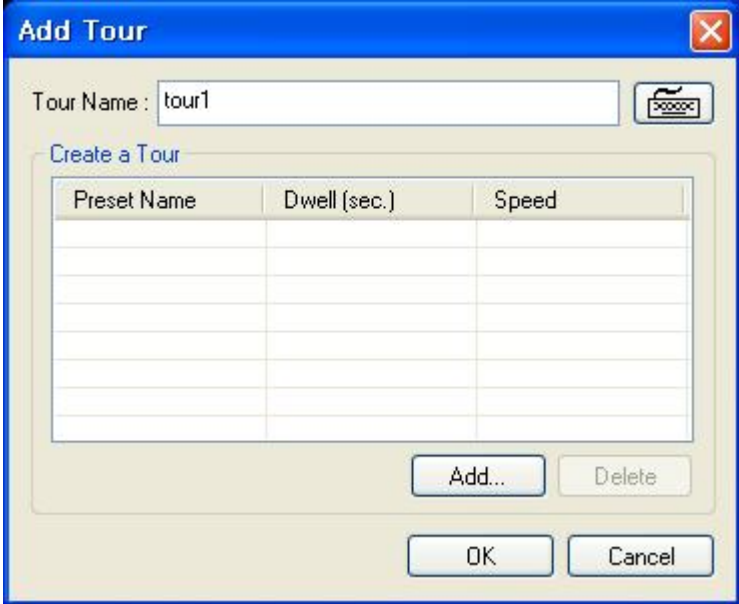 Add Tour
Tour Name : tour1
Create a Tour
Preset Name Dwell (sec.) Speed
Add... Delete
OK Cancel